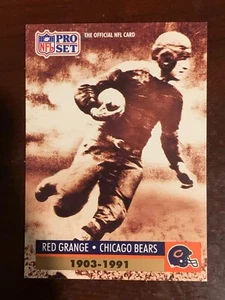 NFL
PRO
SET
THE OFFICIAL NFL CARD
RED GRANGE • CHICAGO BEARS
1903-1991